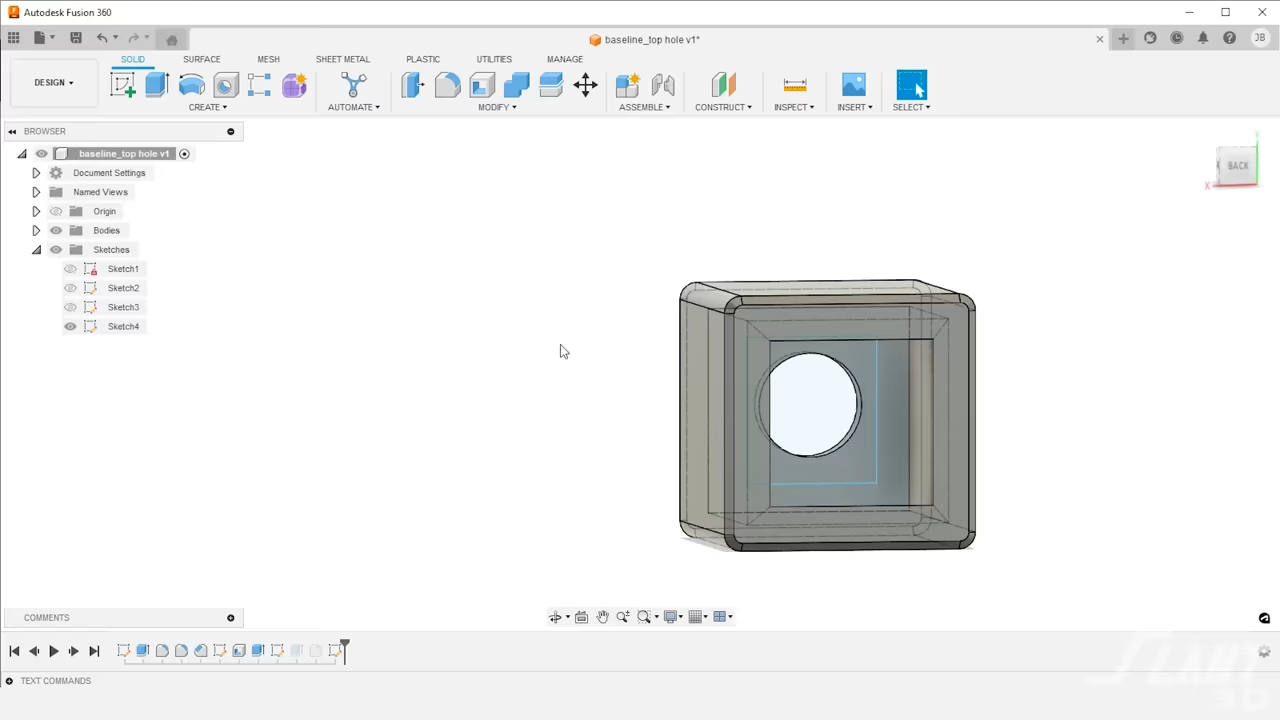 Autodesk Fusion 360
baseline_top hole v1*
JB
DESIGN
SOLID
SURFACE
MESH
SHEET METAL
PLASTIC
UTILITIES
MANAGE
CREATE
AUTOMATE
MODIFY
ASSEMBLE
CONSTRUCT
INSPECT
INSERT
SELECT
BROWSER
baseline_top hole v1
Document Settings
Named Views
Origin
Bodies
Sketches
Sketch1
Sketch2
Sketch3
Sketch4
BACK
X
COMMENTS
TEXT COMMANDS
SLANT
3D